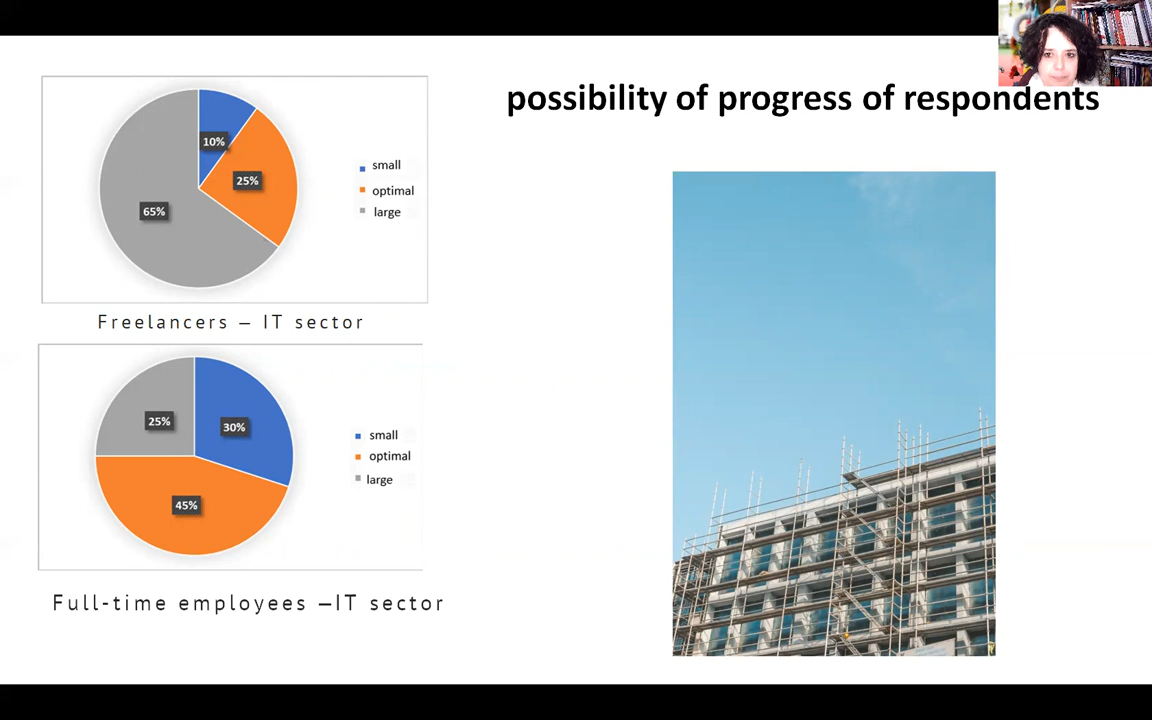 possibility of progress of respondents
10%
25%
65%
small
optimal
large
Freelancers – IT sector
25%
30%
45%
small
optimal
large
Full-time employees –IT sector